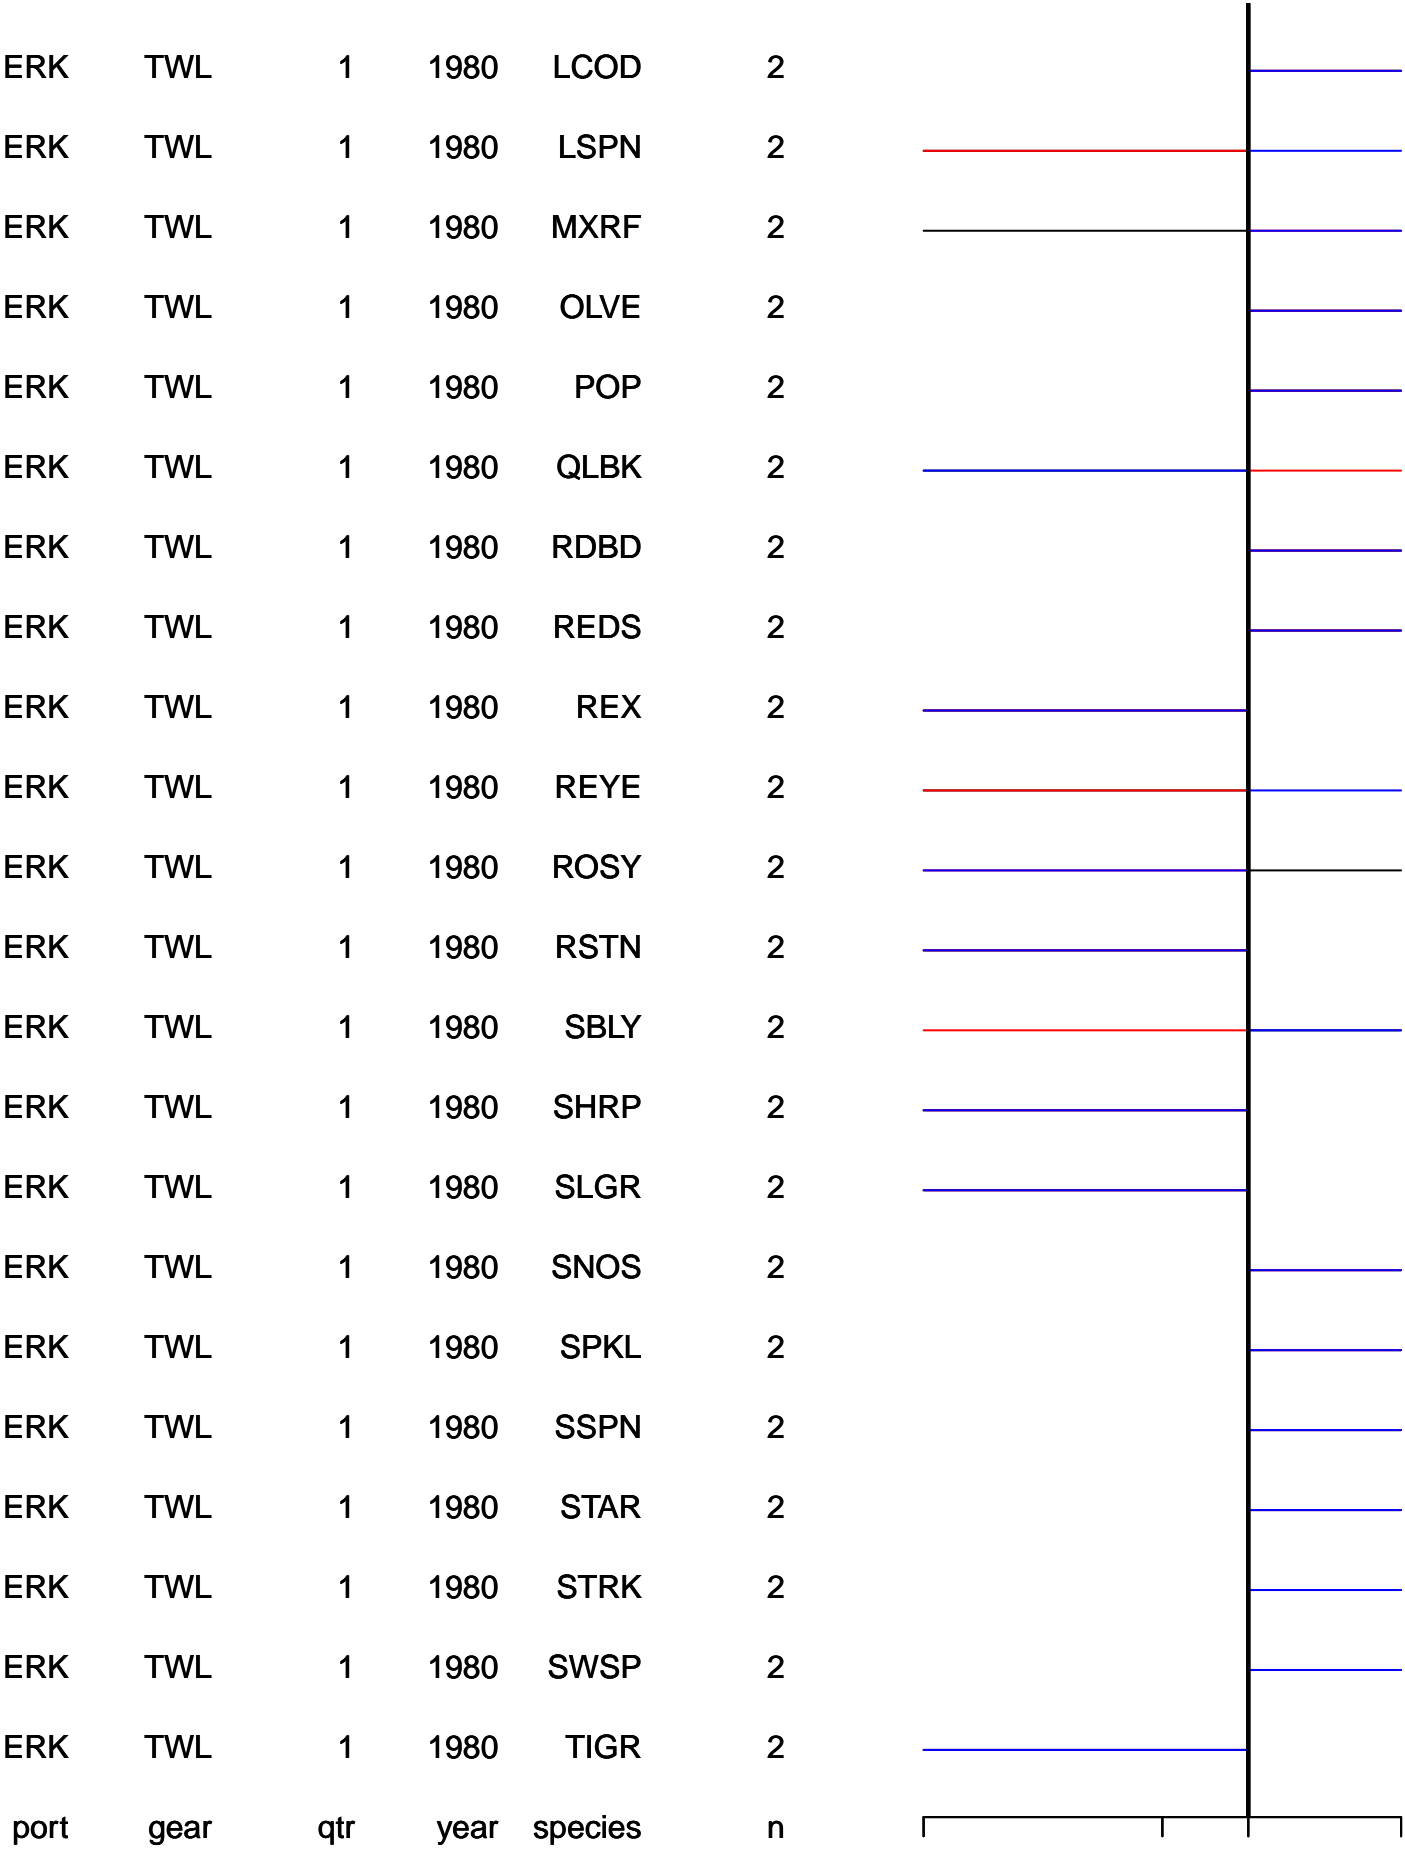 ERK TWL 1 1980 LCOD 2
ERK TWL 1 1980 LSPN 2
ERK TWL 1 1980 MXRF 2
ERK TWL 1 1980 OLVE 2
ERK TWL 1 1980 POP 2
ERK TWL 1 1980 QLBK 2
ERK TWL 1 1980 RDBD 2
ERK TWL 1 1980 REDS 2
ERK TWL 1 1980 REX 2
ERK TWL 1 1980 REYE 2
ERK TWL 1 1980 ROSY 2
ERK TWL 1 1980 RSTN 2
ERK TWL 1 1980 SBLY 2
ERK TWL 1 1980 SHRP 2
ERK TWL 1 1980 SLGR 2
ERK TWL 1 1980 SNOS 2
ERK TWL 1 1980 SPKL 2
ERK TWL 1 1980 SSPN 2
ERK TWL 1 1980 STAR 2
ERK TWL 1 1980 STRK 2
ERK TWL 1 1980 SWSP 2
ERK TWL 1 1980 TIGR 2
port gear qtr year species n